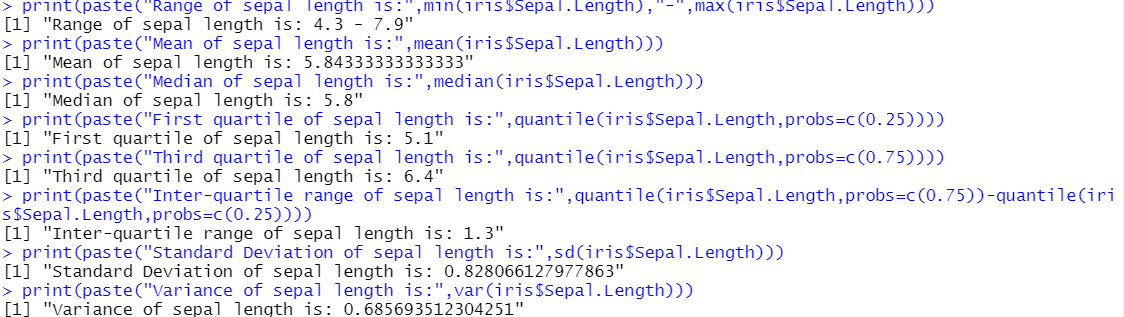 > print(paste("Range of sepal length is:",min(iris$Sepal.Length),"-",max(iris$Sepal.Length)))
[1] "Range of sepal length is: 4.3 - 7.9"
> print(paste("Mean of sepal length is:",mean(iris$Sepal.Length)))
[1] "Mean of sepal length is: 5.84333333333333"
> print(paste("Median of sepal length is:",median(iris$Sepal.Length)))
[1] "Median of sepal length is: 5.8"
> print(paste("First quartile of sepal length is:",quantile(iris$Sepal.Length,probs=c(0.25))))
[1] "First quartile of sepal length is: 5.1"
> print(paste("Third quartile of sepal length is:",quantile(iris$Sepal.Length,probs=c(0.75))))
[1] "Third quartile of sepal length is: 6.4"
> print(paste("Inter-quartile range of sepal length is:",quantile(iris$Sepal.Length,probs=c(0.75))-quantile(iri
s$Sepal.Length,probs=c(0.25))))
[1] "Inter-quartile range of sepal length is: 1.3"
> print(paste("Standard Deviation of sepal length is:",sd(iris$Sepal.Length)))
[1] "Standard Deviation of sepal length is: 0.828066127977863"
> print(paste("Variance of sepal length is:",var(iris$Sepal.Length)))
[1] "Variance of sepal length is: 0.685693512304251"